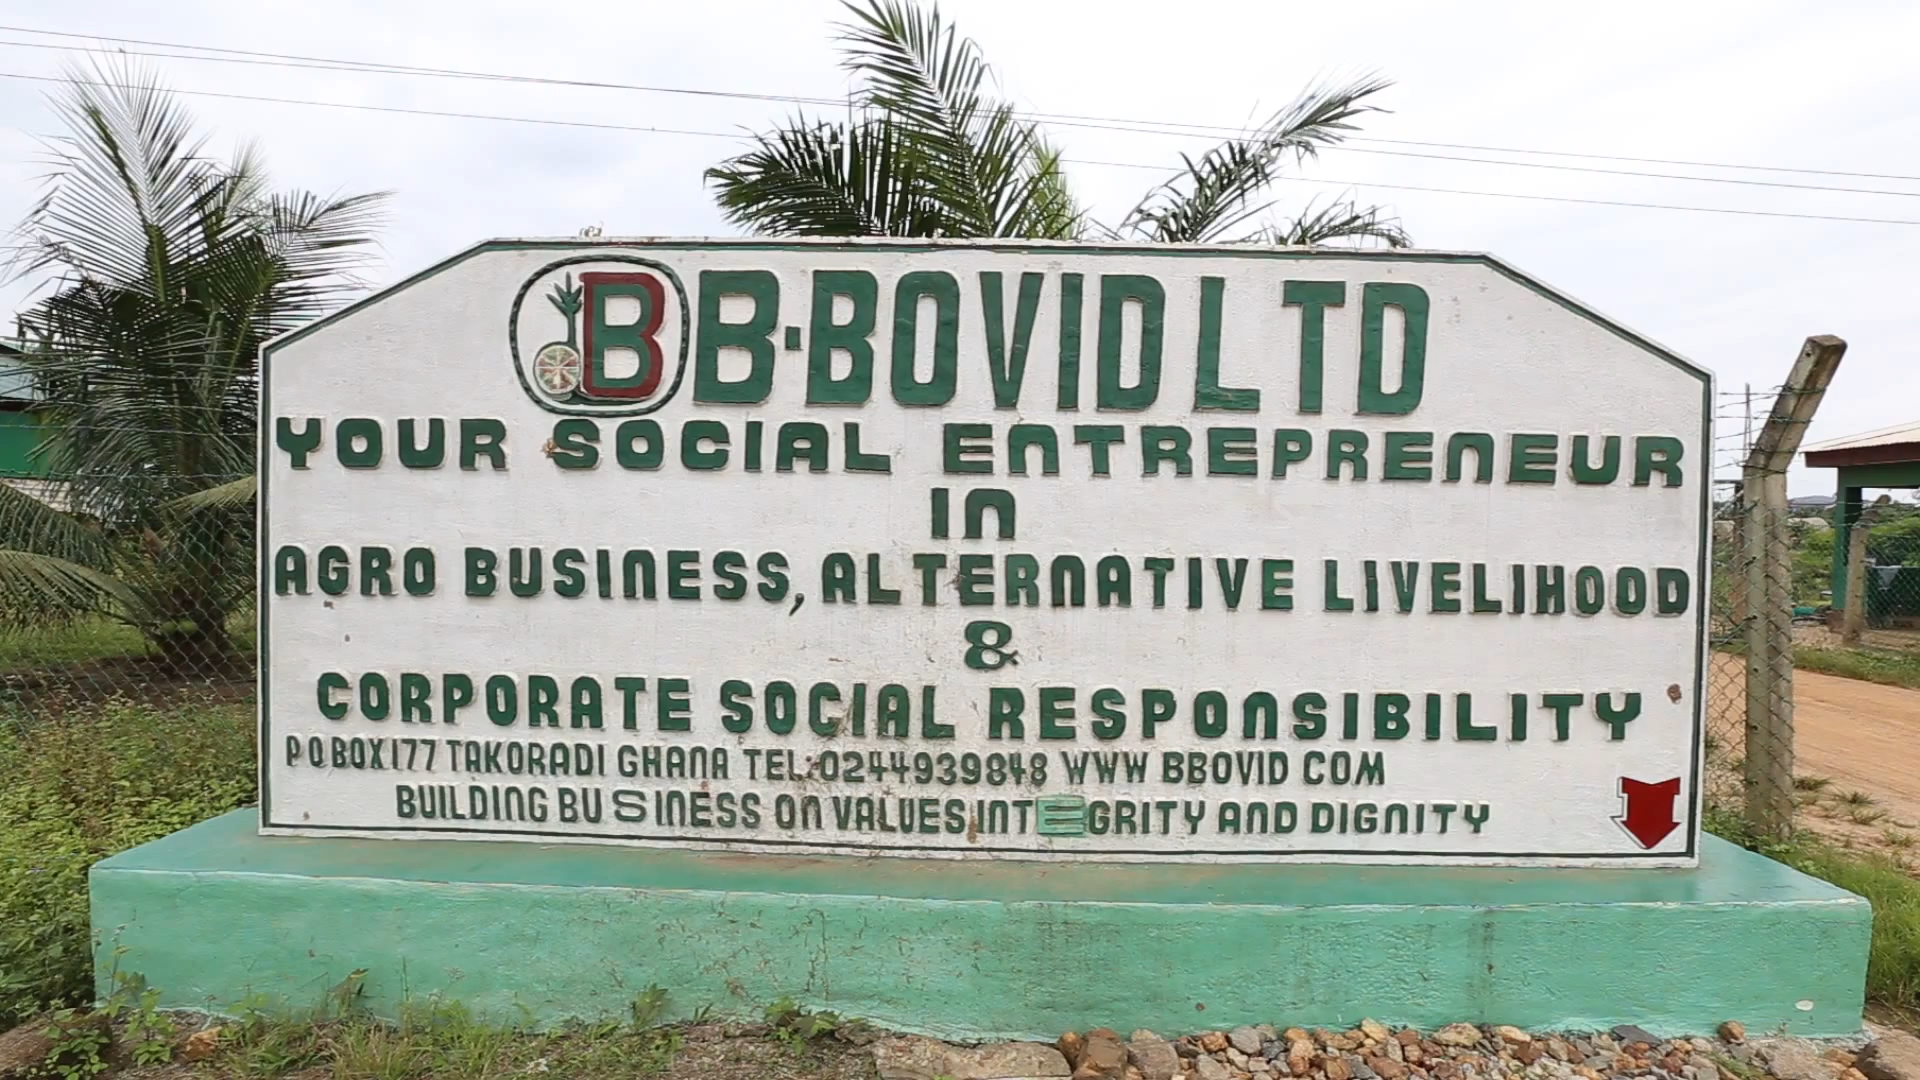 B B-BOVID LTD
YOUR SOCIAL ENTREPRENEUR
IN
AGRO BUSINESS, ALTERNATIVE LIVELIHOOD
&
CORPORATE SOCIAL RESPONSIBILITY
P O BOX 177 TAKORADI GHANA TEL: 0244939848 WWW BBOVID COM
BUILDING BUSINESS ON VALUES INTEGRITY AND DIGNITY